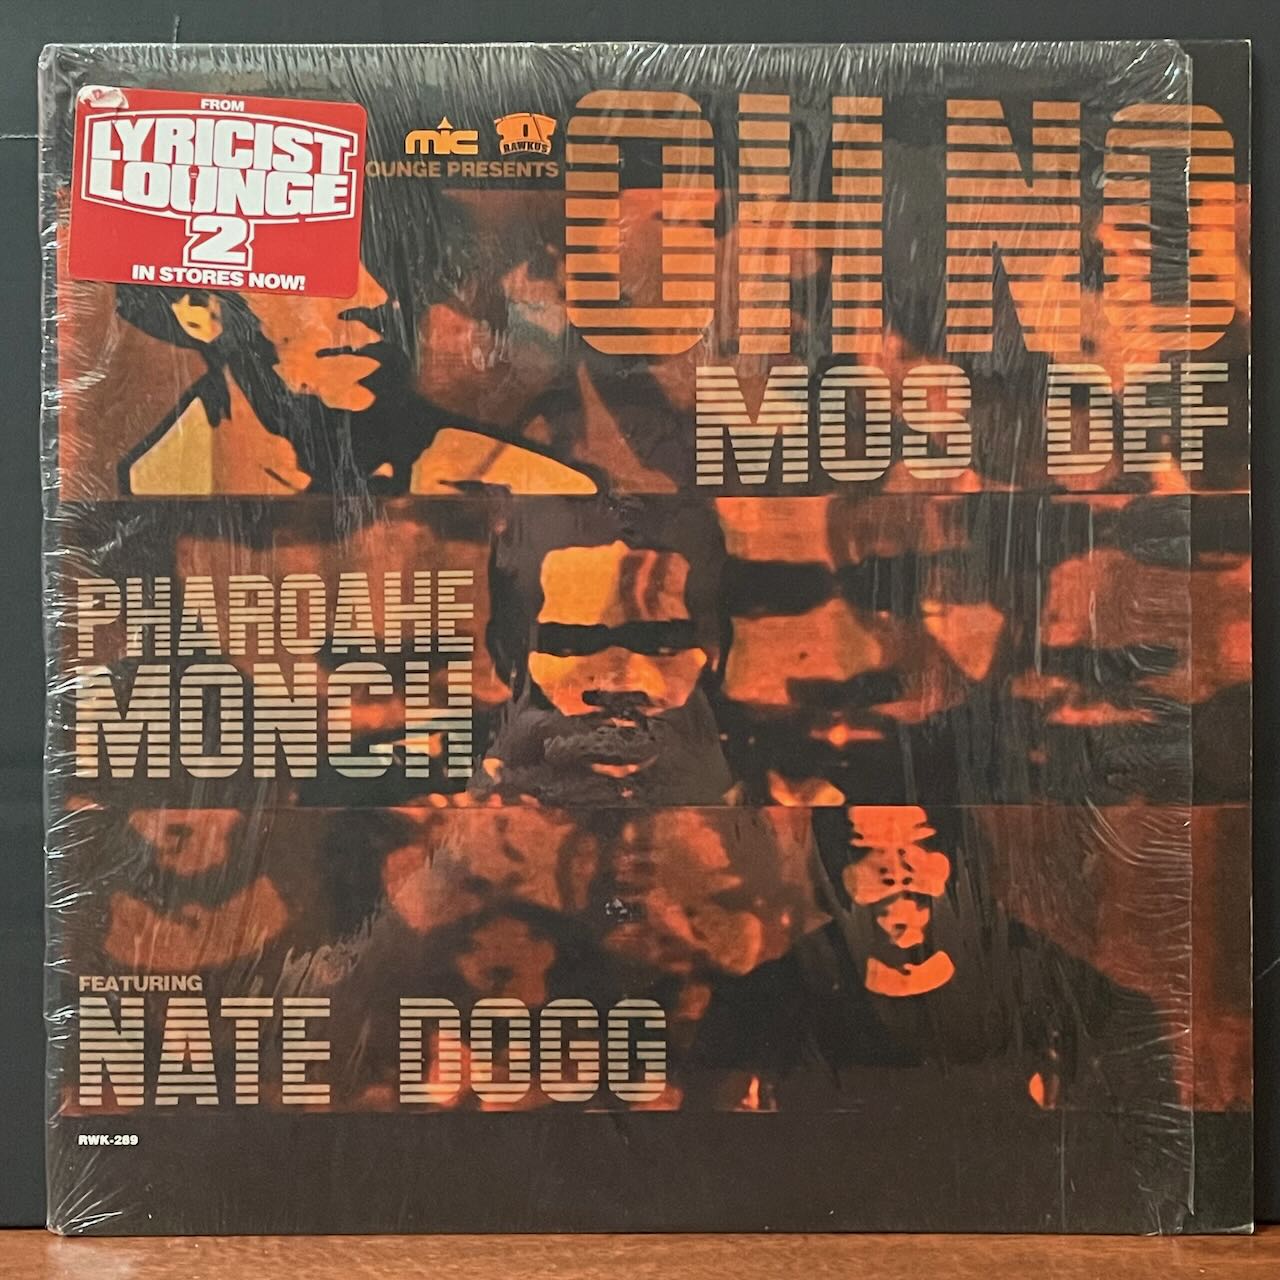 FROM
LYRICIST
LOUNGE
2
IN STORES NOW!
MIC
RAWKUS
OUNGE PRESENTS
OH NO
MOS DEF
PHAROAHE
MONCH
FEATURING
NATE DOGG
RWK-289